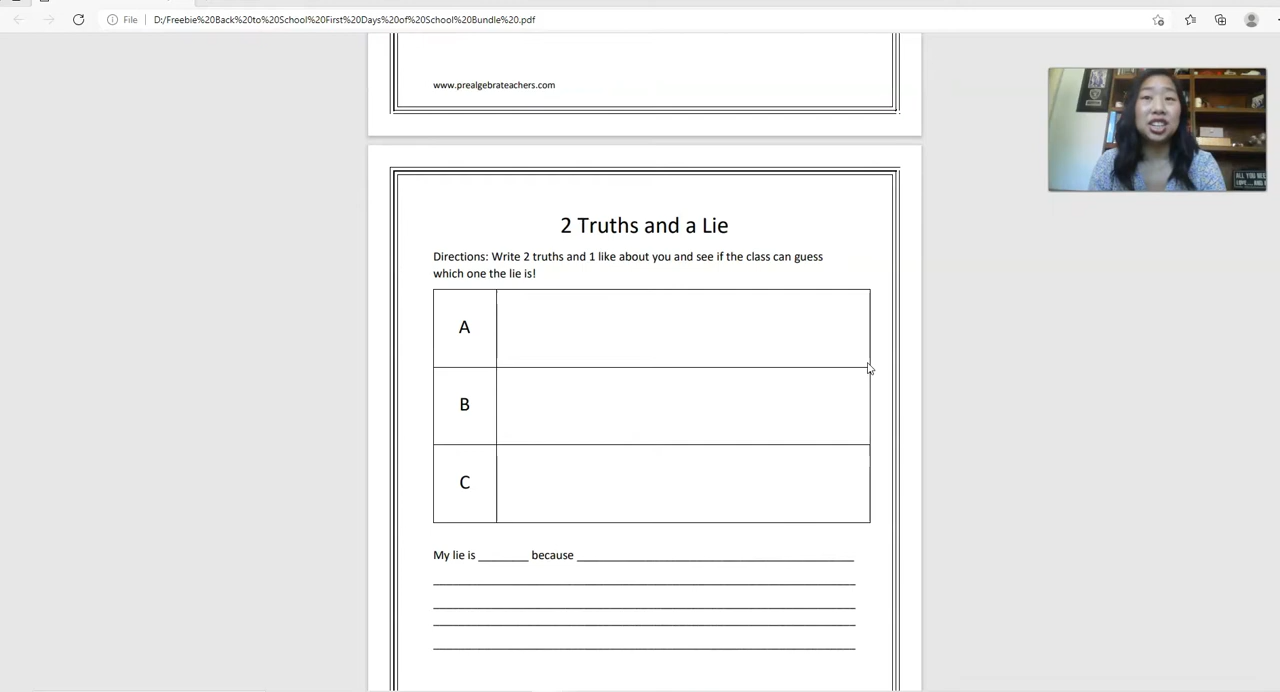 File
D:/Freebie%20Back%20to%20School%20First%20Days%20of%20School%20Bundle%20.pdf
www.prealgebrateachers.com
2 Truths and a Lie
Directions: Write 2 truths and 1 like about you and see if the class can guess
which one the lie is!
A
B
C
My lie is ________ because